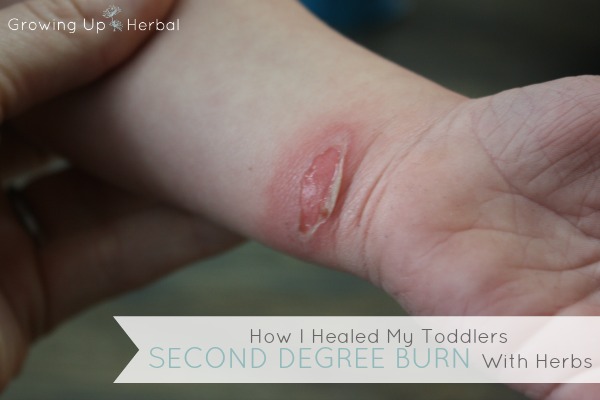 Growing Up Herbal
How I Healed My Toddlers
SECOND DEGREE BURN With Herbs